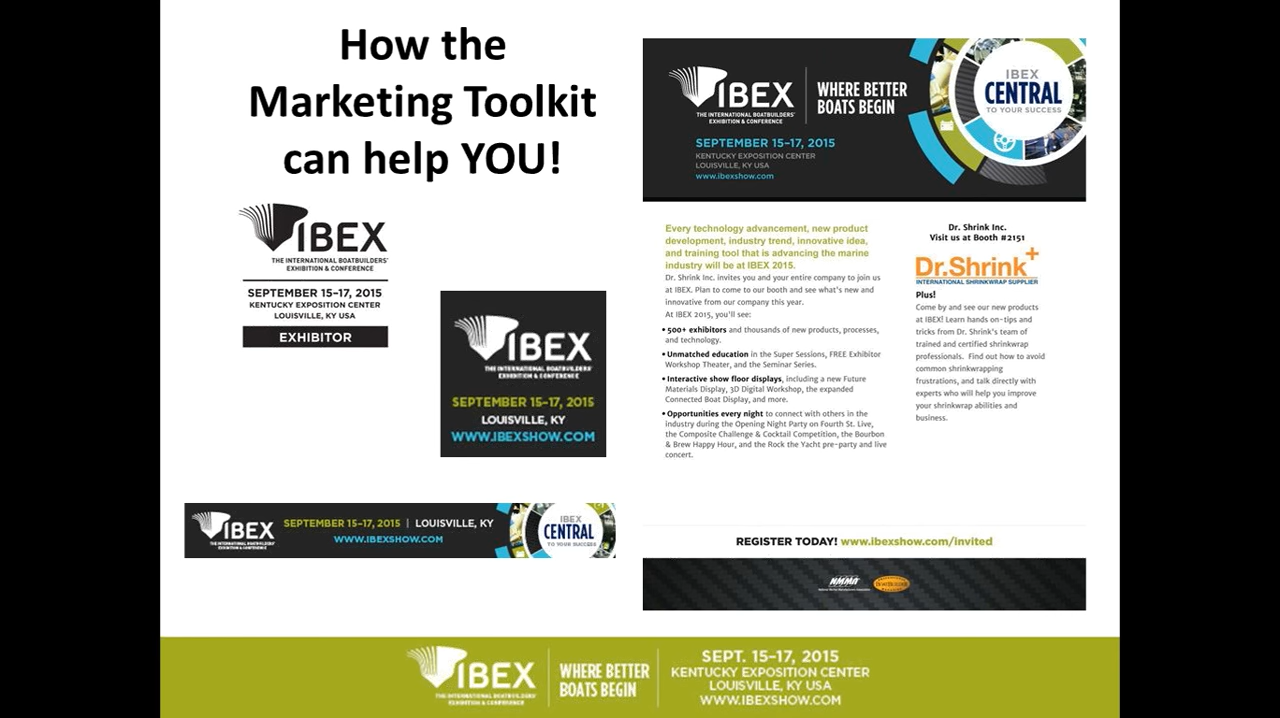 How the
Marketing Toolkit
can help YOU!
IBEX
THE INTERNATIONAL BOATBUILDERS'
EXHIBITION & CONFERENCE
SEPTEMBER 15–17, 2015
KENTUCKY EXPOSITION CENTER
LOUISVILLE, KY USA
EXHIBITOR
IBEX
THE INTERNATIONAL BOATBUILDERS'
EXHIBITION & CONFERENCE
SEPTEMBER 15–17, 2015
LOUISVILLE, KY
WWW.IBEXSHOW.COM
IBEX
THE INTERNATIONAL BOATBUILDERS'
EXHIBITION & CONFERENCE
SEPTEMBER 15–17, 2015 | LOUISVILLE, KY
WWW.IBEXSHOW.COM
IBEX
CENTRAL
TO YOUR SUCCESS
IBEX
THE INTERNATIONAL BOATBUILDERS'
EXHIBITION & CONFERENCE
WHERE BETTER
BOATS BEGIN
SEPTEMBER 15–17, 2015
KENTUCKY EXPOSITION CENTER
LOUISVILLE, KY USA
www.ibexshow.com
IBEX
CENTRAL
TO YOUR SUCCESS
Every technology advancement, new product
development, industry trend, innovative idea,
and training tool that is advancing the marine
industry will be at IBEX 2015.
Dr. Shrink Inc. invites you and your entire company to join us
at IBEX. Plan to come to our booth and see what's new and
innovative from our company this year.
At IBEX 2015, you'll see:
• 500+ exhibitors and thousands of new products, processes,
and technology.
• Unmatched education in the Super Sessions, FREE Exhibitor
Workshop Theater, and the Seminar Series.
• Interactive show floor displays, including a new Future
Materials Display, 3D Digital Workshop, the expanded
Connected Boat Display, and more.
• Opportunities every night to connect with others in the
industry during the Opening Night Party on Fourth St. Live,
the Composite Challenge & Cocktail Competition, the Bourbon
& Brew Happy Hour, and the Rock the Yacht pre-party and live
concert.
Dr. Shrink Inc.
Visit us at Booth #2151
Dr.Shrink+
INTERNATIONAL SHRINKWRAP SUPPLIER
Plus!
Come by and see our new products
at IBEX! Learn hands on-tips and
tricks from Dr. Shrink's team of
trained and certified shrinkwrap
professionals. Find out how to avoid
common shrinkwrapping
frustrations, and talk directly with
experts who will help you improve
your shrinkwrap abilities and
business.
REGISTER TODAY! www.ibexshow.com/invited
NMMA
IBEX
THE INTERNATIONAL BOATBUILDERS'
EXHIBITION & CONFERENCE
WHERE BETTER
BOATS BEGIN
SEPT. 15–17, 2015
KENTUCKY EXPOSITION CENTER
LOUISVILLE, KY USA
WWW.IBEXSHOW.COM